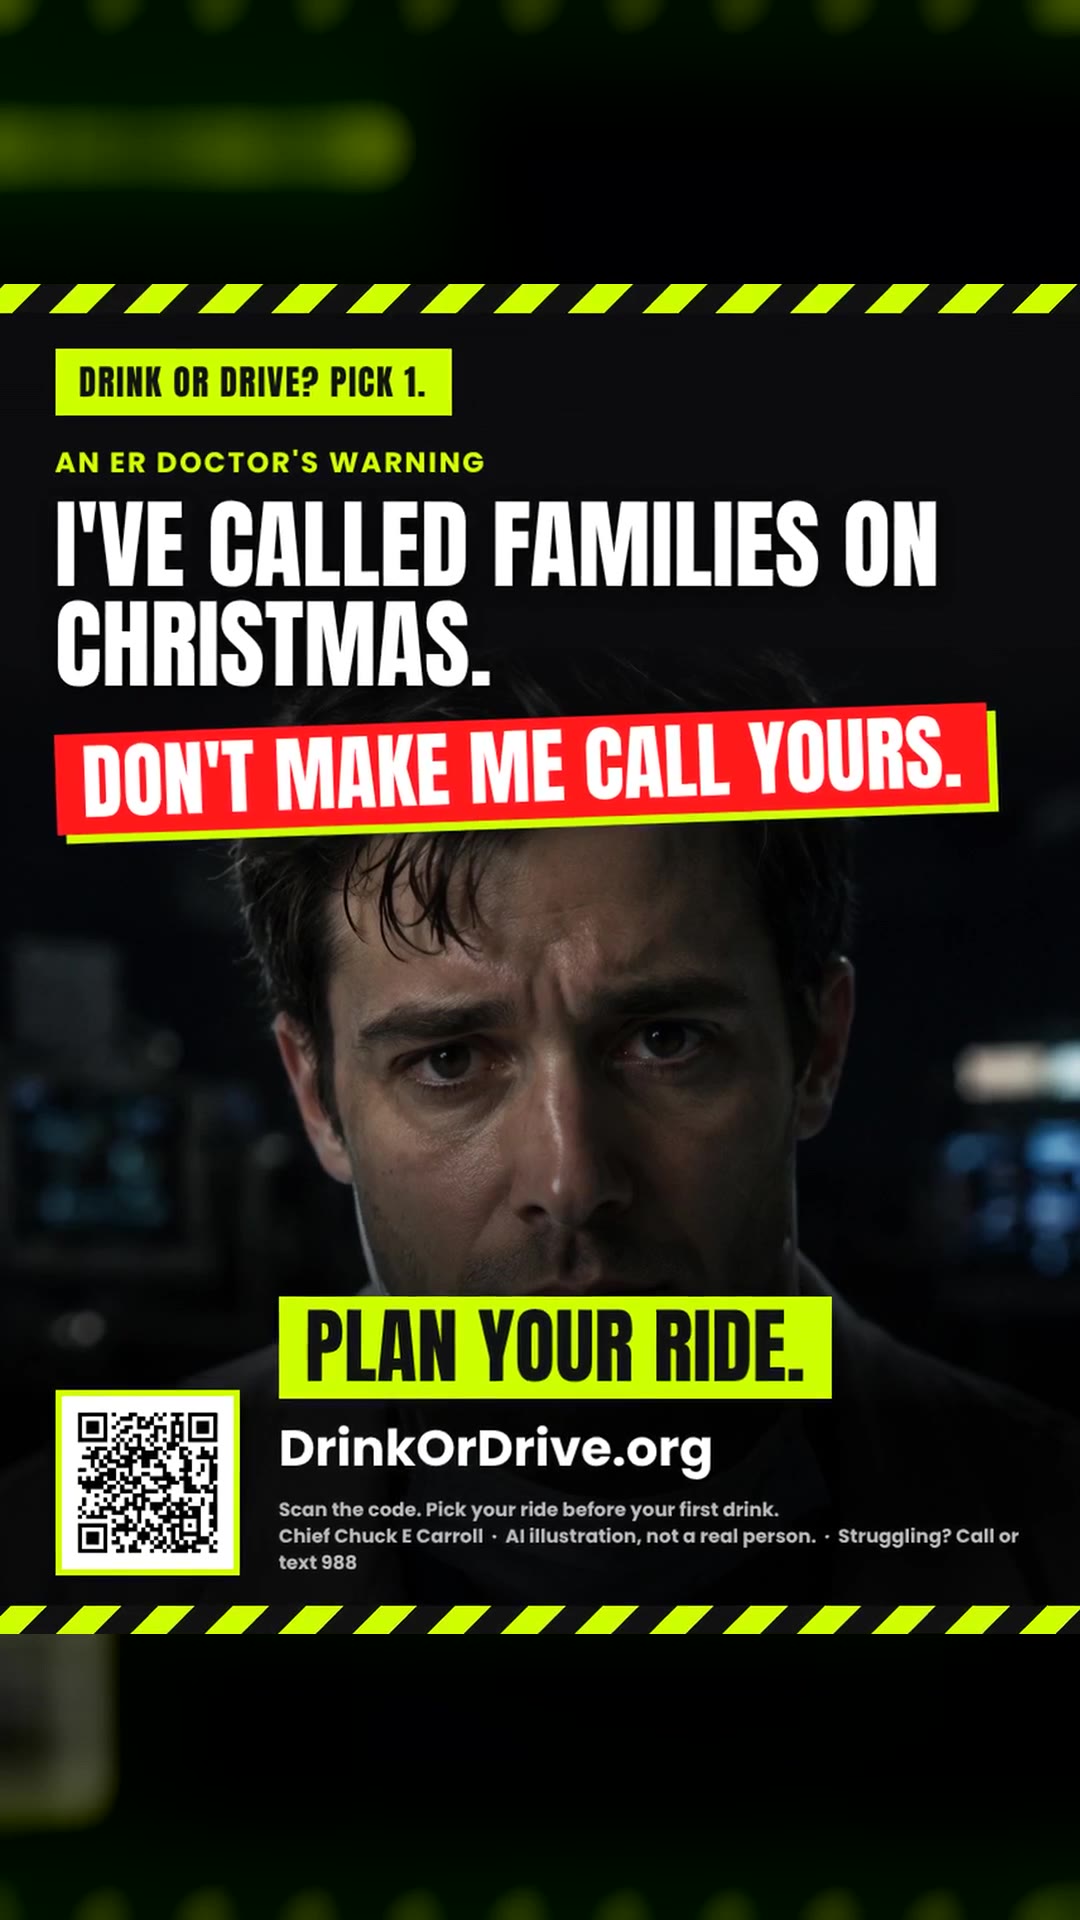 DRINK OR DRIVE? PICK 1.
AN ER DOCTOR'S WARNING
I'VE CALLED FAMILIES ON
CHRISTMAS.
DON'T MAKE ME CALL YOURS.
PLAN YOUR RIDE.
DrinkOrDrive.org
Scan the code. Pick your ride before your first drink.
Chief Chuck E Carroll · AI illustration, not a real person. · Struggling? Call or
text 988